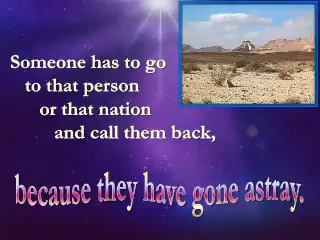 Someone has to go
to that person
or that nation
and call them back,
because they have gone astray.